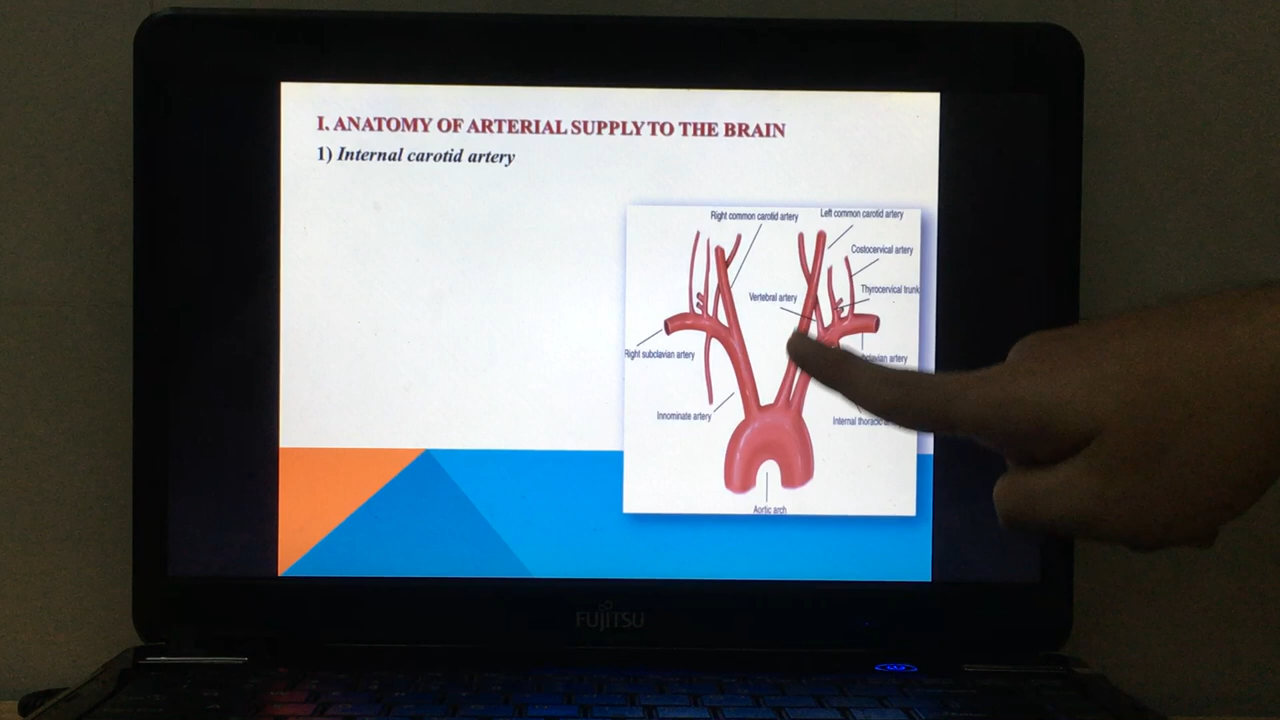 I. ANATOMY OF ARTERIAL SUPPLY TO THE BRAIN
1) Internal carotid artery
Right common carotid artery
Left common carotid artery
Costocervical artery
Thyrocervical trunk
Vertebral artery
Right subclavian artery
artery
Innominate artery
Internal thoracic
Aortic arch
FUJITSU